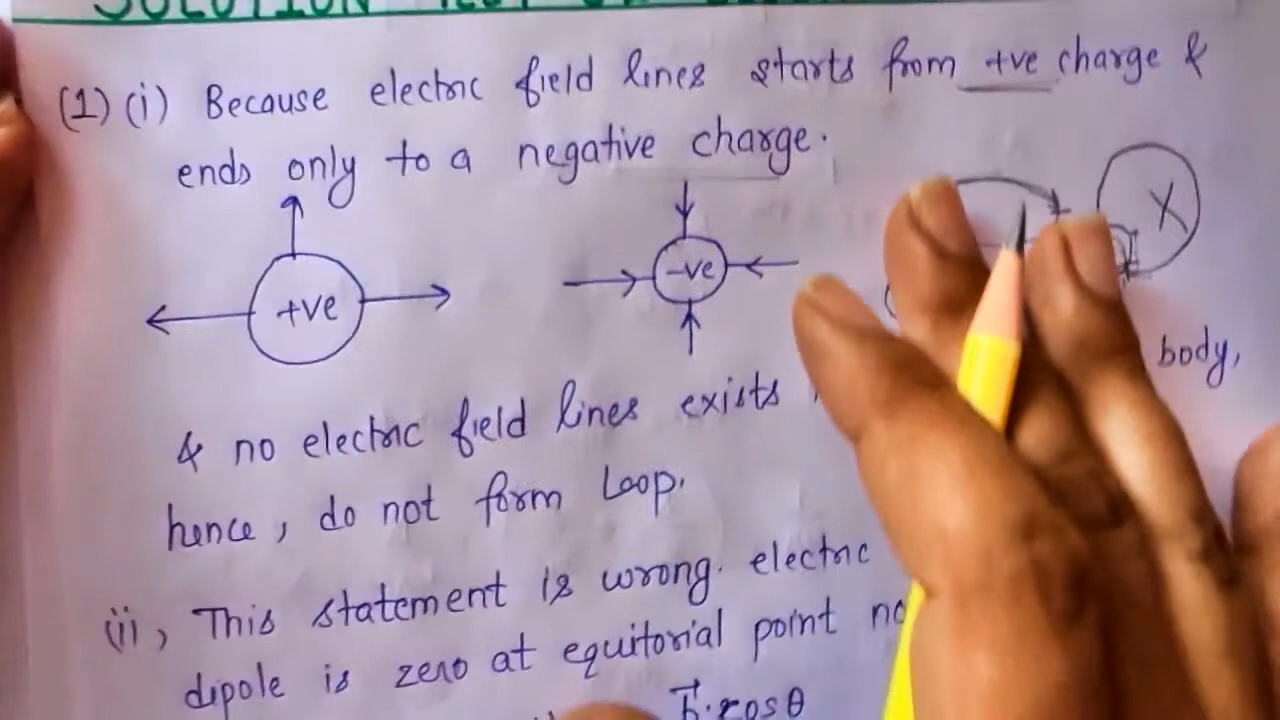 SOLUTION
(1) (i) Because electric field lines starts from +ve charge &
ends only to a negative charge.
+ve
-ve
X
body,
& no electric field lines exists
hence, do not form Loop.
(ii), This statement is wrong. electric
dipole is zero at equitorial point
cosθ